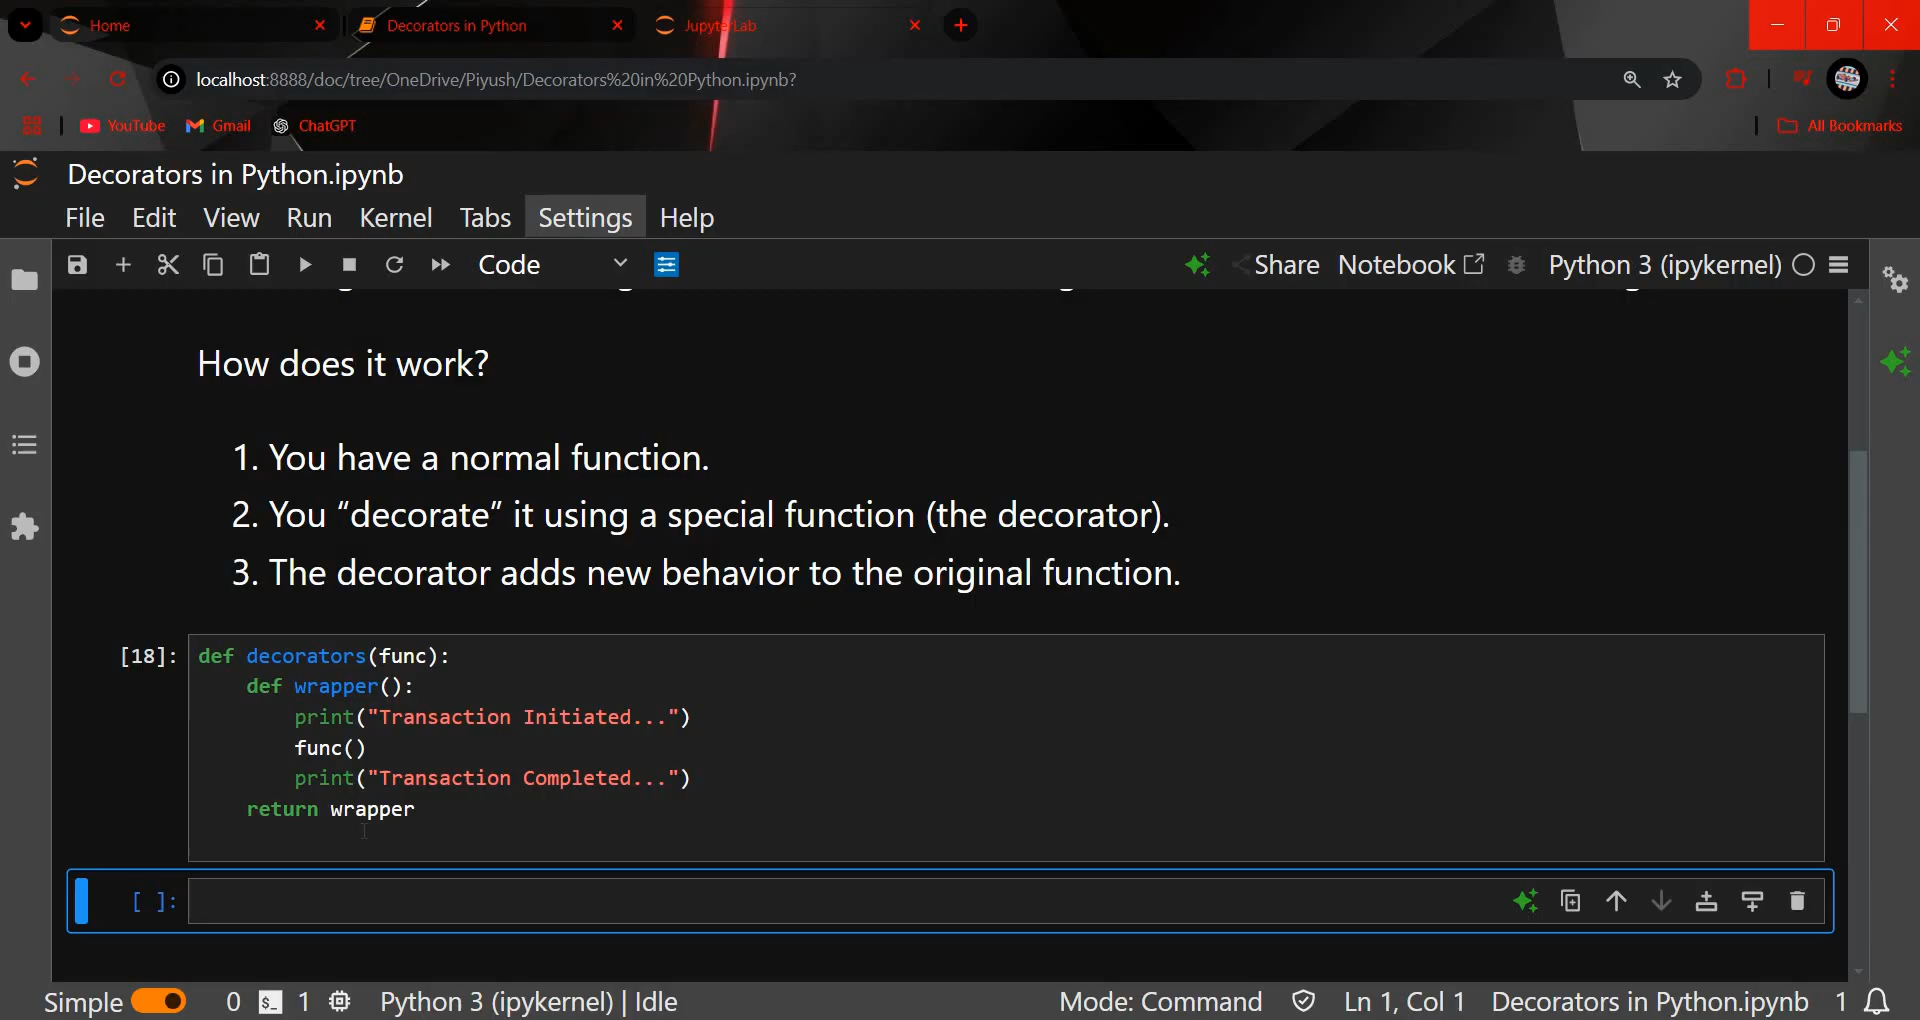 Home
Decorators in Python
JupyterLab
localhost:8888/doc/tree/OneDrive/Piyush/Decorators%20in%20Python.ipynb?
YouTube
Gmail
ChatGPT
All Bookmarks
Decorators in Python.ipynb
File Edit View Run Kernel Tabs Settings Help
Code
Share
Notebook
Python 3 (ipykernel)
How does it work?
1. You have a normal function.
2. You “decorate” it using a special function (the decorator).
3. The decorator adds new behavior to the original function.
[18]:
def decorators(func):
    def wrapper():
        print("Transaction Initiated...")
        func()
        print("Transaction Completed...")
    return wrapper
[ ]:
Simple
0
1
Python 3 (ipykernel) | Idle
Mode: Command
Ln 1, Col 1
Decorators in Python.ipynb
1